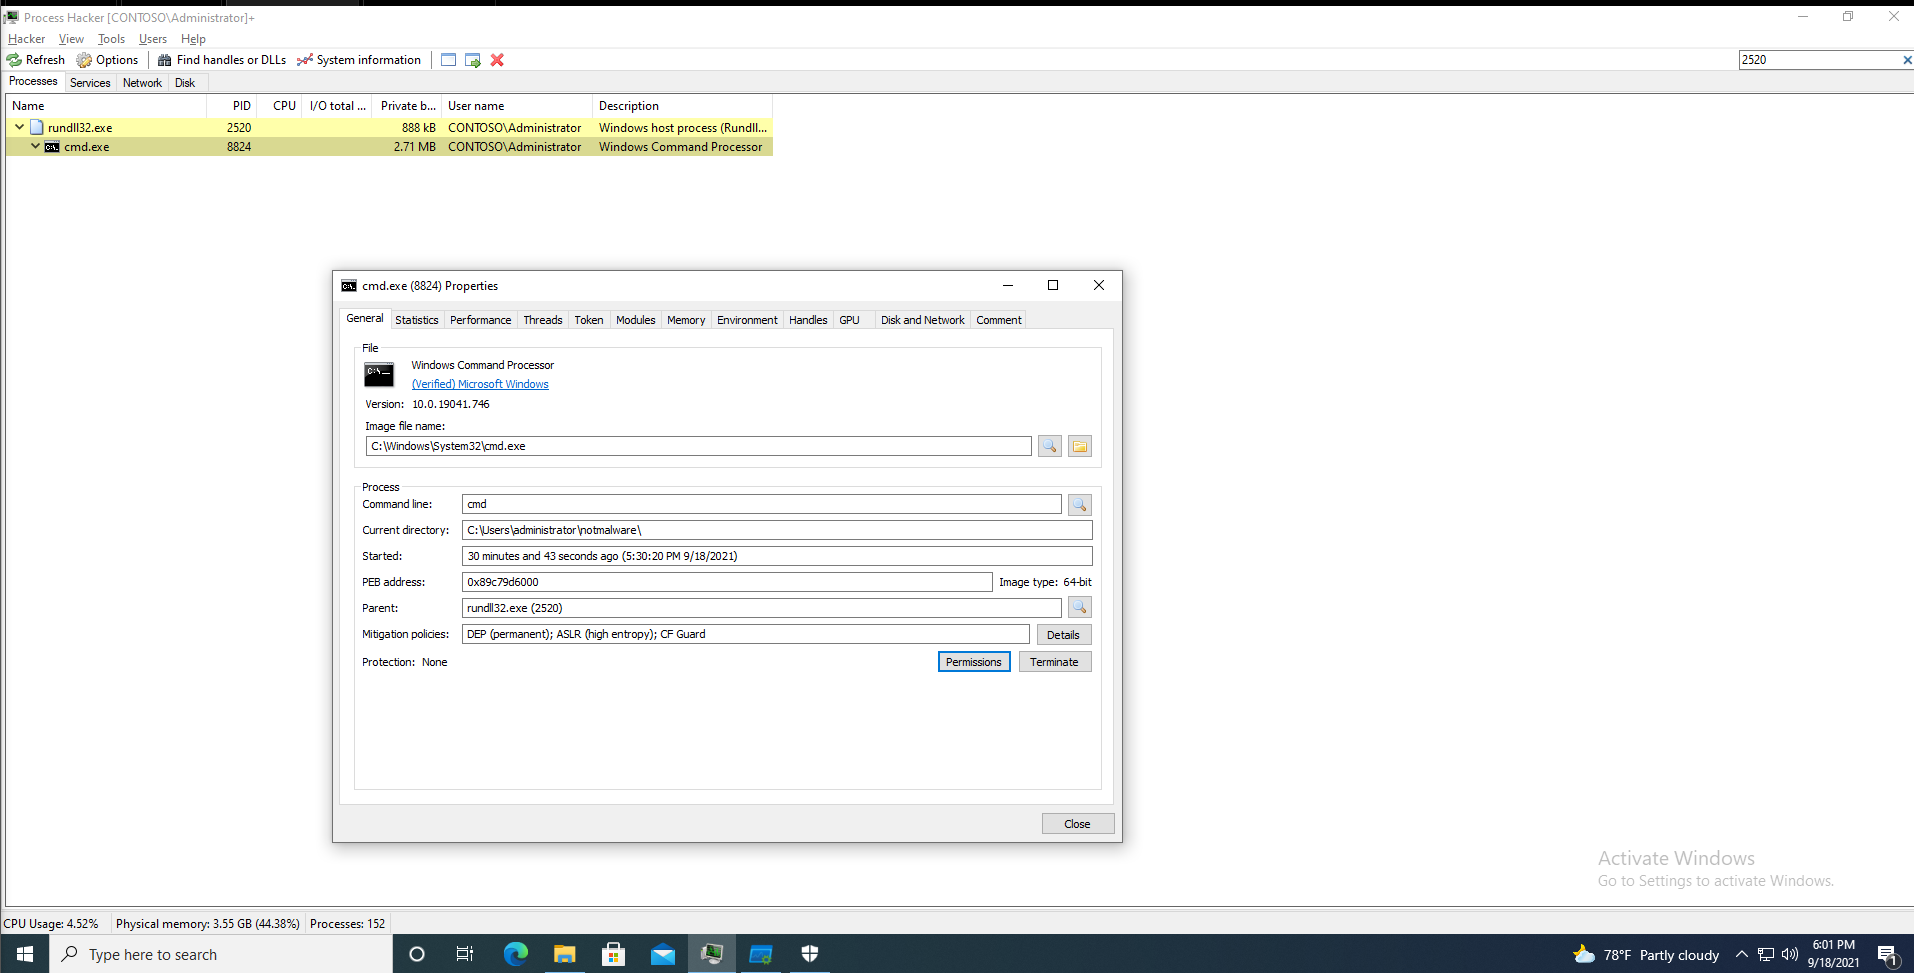 Process Hacker [CONTOSO\Administrator]+
Hacker View Tools Users Help
Refresh Options Find handles or DLLs System information 2520
Processes Services Network Disk
Name PID CPU I/O total ... Private b... User name Description
rundll32.exe 2520 888 kB CONTOSO\Administrator Windows host process (Rundll...
cmd.exe 8824 2.71 MB CONTOSO\Administrator Windows Command Processor
cmd.exe (8824) Properties
General Statistics Performance Threads Token Modules Memory Environment Handles GPU Disk and Network Comment
File
Windows Command Processor
(Verified) Microsoft Windows
Version: 10.0.19041.746
Image file name:
C:\Windows\System32\cmd.exe
Process
Command line: cmd
Current directory: C:\Users\administrator\notmalware\
Started: 30 minutes and 43 seconds ago (5:30:20 PM 9/18/2021)
PEB address: 0x89c79d6000 Image type: 64-bit
Parent: rundll32.exe (2520)
Mitigation policies: DEP (permanent); ASLR (high entropy); CF Guard Details
Protection: None Permissions Terminate
Close
Activate Windows
Go to Settings to activate Windows.
CPU Usage: 4.52% Physical memory: 3.55 GB (44.38%) Processes: 152
Type here to search 78°F Partly cloudy 6:01 PM
9/18/2021 1